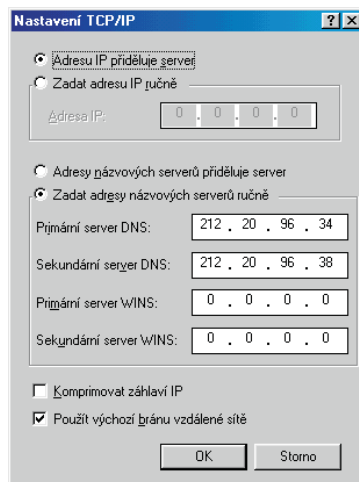 Nastavení TCP/IP
Adresu IP přiděluje server
Zadat adresu IP ručně
Adresa IP: 0 . 0 . 0 . 0
Adresy názvových serverů přiděluje server
Zadat adresy názvových serverů ručně
Primární server DNS: 212 . 20 . 96 . 34
Sekundární server DNS: 212 . 20 . 96 . 38
Primární server WINS: 0 . 0 . 0 . 0
Sekundární server WINS: 0 . 0 . 0 . 0
Komprimovat záhlaví IP
Použít výchozí bránu vzdálené sítě
OK Storno